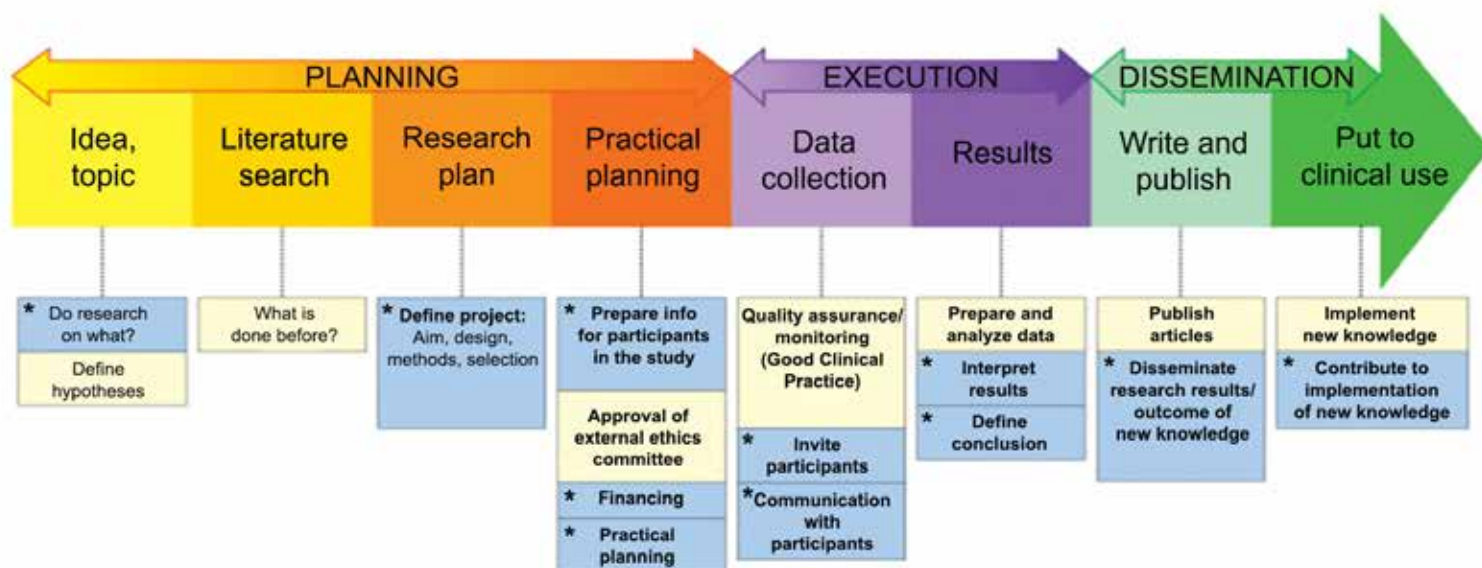 PLANNING
EXECUTION
DISSEMINATION
Idea,
topic
Literature
search
Research
plan
Practical
planning
Data
collection
Results
Write and
publish
Put to
clinical use
* Do research
on what?
Define
hypotheses
What is
done before?
* Define project:
Aim, design,
methods, selection
* Prepare info
for participants
in the study
Approval of
external ethics
committee
* Financing
* Practical
planning
Quality assurance/
monitoring
(Good Clinical
Practice)
* Invite
participants
* Communication
with
participants
Prepare and
analyze data
* Interpret
results
* Define
conclusion
Publish
articles
* Disseminate
research results/
outcome of
new knowledge
Implement
new knowledge
* Contribute to
implementation
of new knowledge